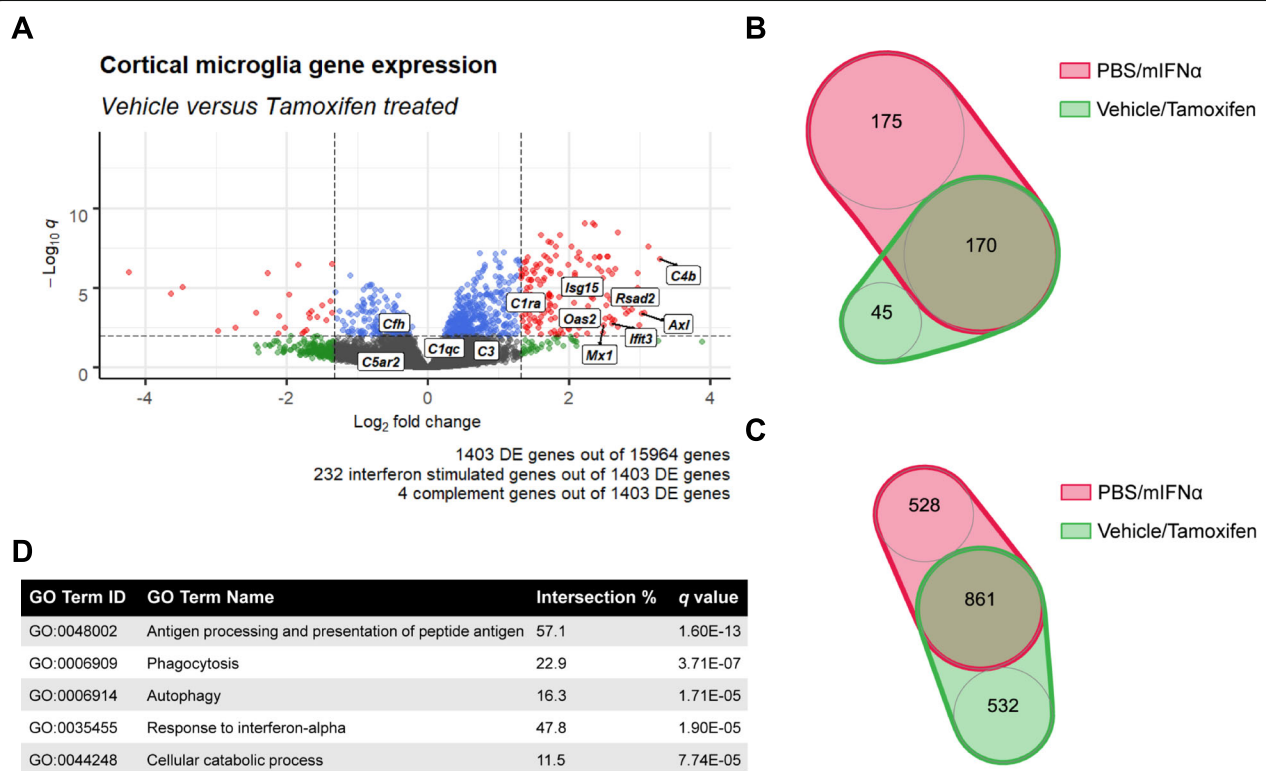 A
Cortical microglia gene expression
Vehicle versus Tamoxifen treated
− Log10 q
10
5
0
C4b
Isg15
Rsad2
C1ra
Oas2
Axl
Cfh
Ifit3
C1qc
C3
Mx1
C5ar2
-4
-2
0
2
4
Log2 fold change
1403 DE genes out of 15964 genes
232 interferon stimulated genes out of 1403 DE genes
4 complement genes out of 1403 DE genes
B
PBS/mIFNα
Vehicle/Tamoxifen
175
170
45
C
PBS/mIFNα
Vehicle/Tamoxifen
528
861
532
D
GO Term ID GO Term Name Intersection % q value
GO:0048002 Antigen processing and presentation of peptide antigen 57.1 1.60E-13
GO:0006909 Phagocytosis 22.9 3.71E-07
GO:0006914 Autophagy 16.3 1.71E-05
GO:0035455 Response to interferon-alpha 47.8 1.90E-05
GO:0044248 Cellular catabolic process 11.5 7.74E-05